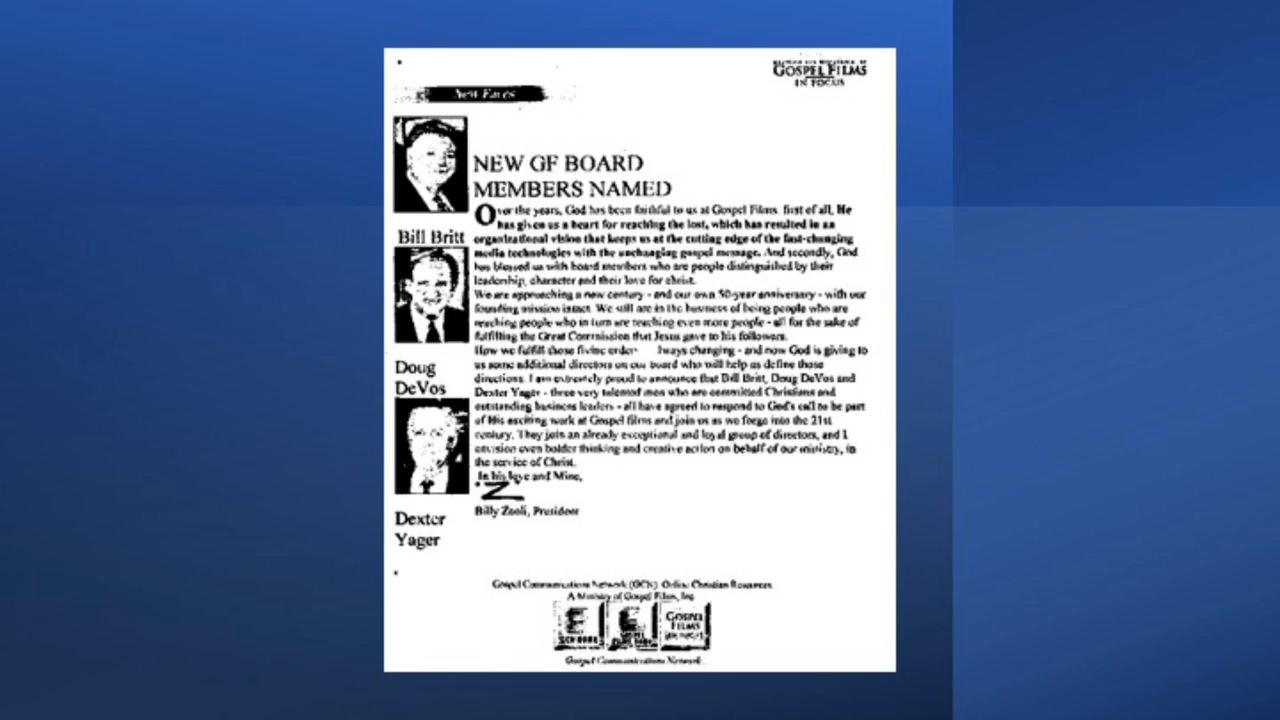 GOSPEL FILMS
IN FOCUS
New Faces
Bill Britt
Doug
DeVos
Dexter
Yager
NEW GF BOARD
MEMBERS NAMED
Over the years, God has been faithful to us at Gospel Films. first of all, He
has given us a heart for reaching the lost, which has resulted in an
organizational vision that keeps us at the cutting edge of the fast-changing
media technologies with the unchanging gospel message. And secondly, God
has blessed us with board members who are people distinguished by their
leadership, character and their love for christ.
We are approaching a new century - and our own 50-year anniversary - with our
founding mission intact. We still are in the business of being people who are
reaching people who in turn are reaching even more people - all for the sake of
fulfilling the Great Commission that Jesus gave to his followers.
How we fulfill those order changing - and now God is giving to
us some additional directors on our board who will help us define those
directions. I am extremely proud to announce that Bill Britt, Doug DeVos and
Dexter Yager - three very talented men who are committed Christians and
outstanding business leaders - all have agreed to respond to God's call to be part
of His exciting work at Gospel films and join us as we forge into the 21st
century. They join an already exceptional and loyal group of directors, and I
envision even bolder thinking and creative action on behalf of our ministry, in
the service of Christ.
In his love and Mine,
Z
Billy Zeoli, President
Gospel Communications Network (GCN). Online Christian Resources
A Ministry of Gospel Films, Inc
GOSPEL
FILMS
Gospel Communications Network